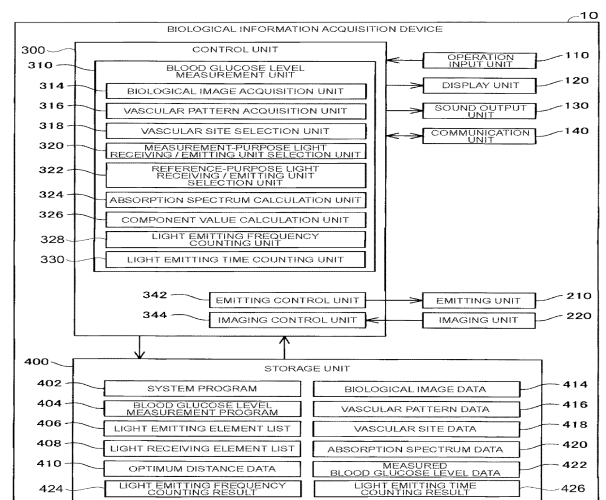 10
BIOLOGICAL INFORMATION ACQUISITION DEVICE
300
CONTROL UNIT
310
BLOOD GLUCOSE LEVEL
MEASUREMENT UNIT
314
BIOLOGICAL IMAGE ACQUISITION UNIT
316
VASCULAR PATTERN ACQUISITION UNIT
318
VASCULAR SITE SELECTION UNIT
320
MEASUREMENT-PURPOSE LIGHT
RECEIVING / EMITTING UNIT SELECTION UNIT
322
REFERENCE-PURPOSE LIGHT
RECEIVING / EMITTING UNIT
SELECTION UNIT
324
ABSORPTION SPECTRUM CALCULATION UNIT
326
COMPONENT VALUE CALCULATION UNIT
328
LIGHT EMITTING FREQUENCY
COUNTING UNIT
330
LIGHT EMITTING TIME COUNTING UNIT
OPERATION
INPUT UNIT
110
DISPLAY UNIT
120
SOUND OUTPUT
UNIT
130
COMMUNICATION
UNIT
140
342
EMITTING CONTROL UNIT
EMITTING UNIT
210
344
IMAGING CONTROL UNIT
IMAGING UNIT
220
400
STORAGE UNIT
402
SYSTEM PROGRAM
BIOLOGICAL IMAGE DATA
414
404
BLOOD GLUCOSE LEVEL
MEASUREMENT PROGRAM
VASCULAR PATTERN DATA
416
406
LIGHT EMITTING ELEMENT LIST
VASCULAR SITE DATA
418
408
LIGHT RECEIVING ELEMENT LIST
ABSORPTION SPECTRUM DATA
420
410
OPTIMUM DISTANCE DATA
MEASURED
BLOOD GLUCOSE LEVEL DATA
422
424
LIGHT EMITTING FREQUENCY
COUNTING RESULT
LIGHT EMITTING TIME
COUNTING RESULT
426